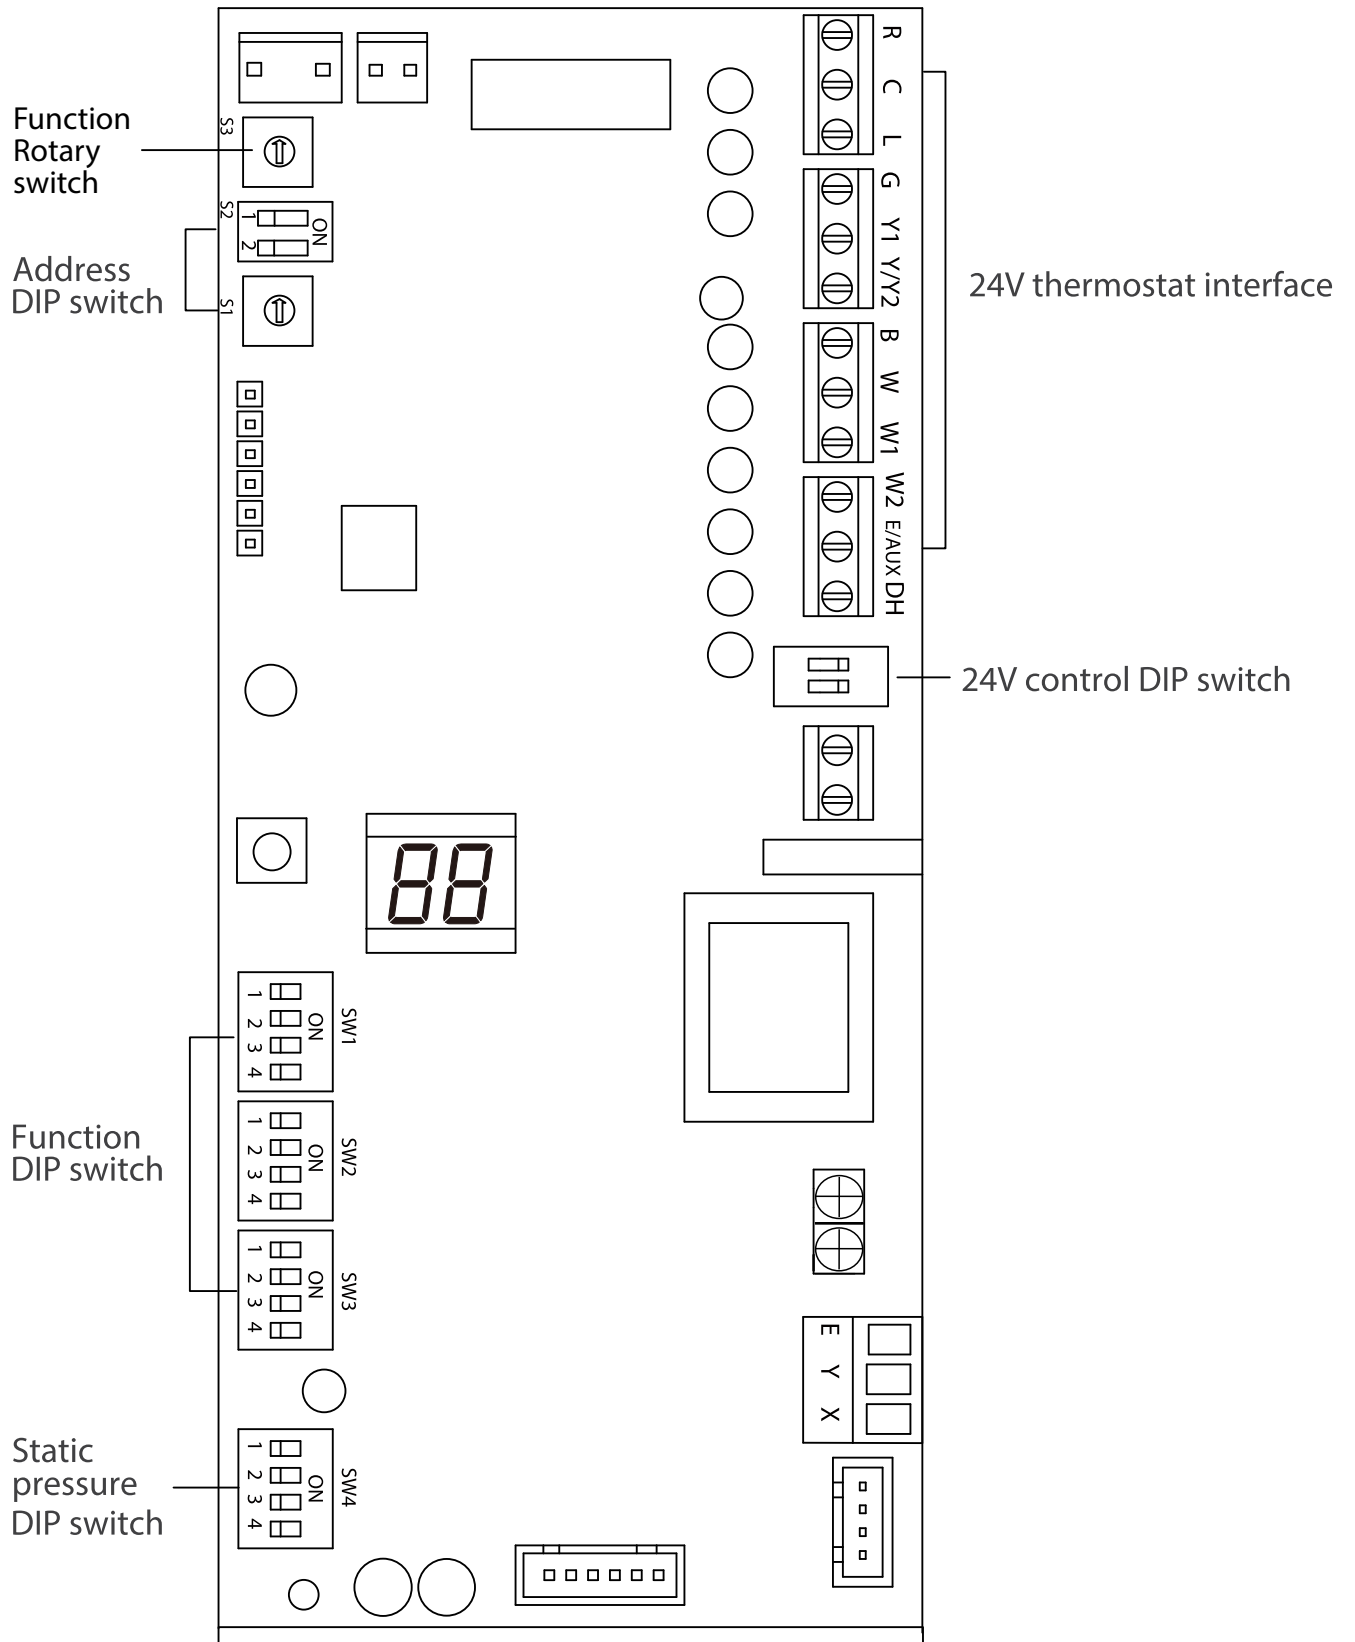 Function
Rotary
switch
Address
DIP switch
S3
S2
1
2
ON
S1
R
C
L
G
Y1
Y/Y2
B
W
W1
W2
E/AUX
DH
24V thermostat interface
24V control DIP switch
88
Function
DIP switch
1
2
3
4
ON
SW1
1
2
3
4
ON
SW2
1
2
3
4
ON
SW3
E
Y
X
Static
pressure
DIP switch
1
2
3
4
ON
SW4